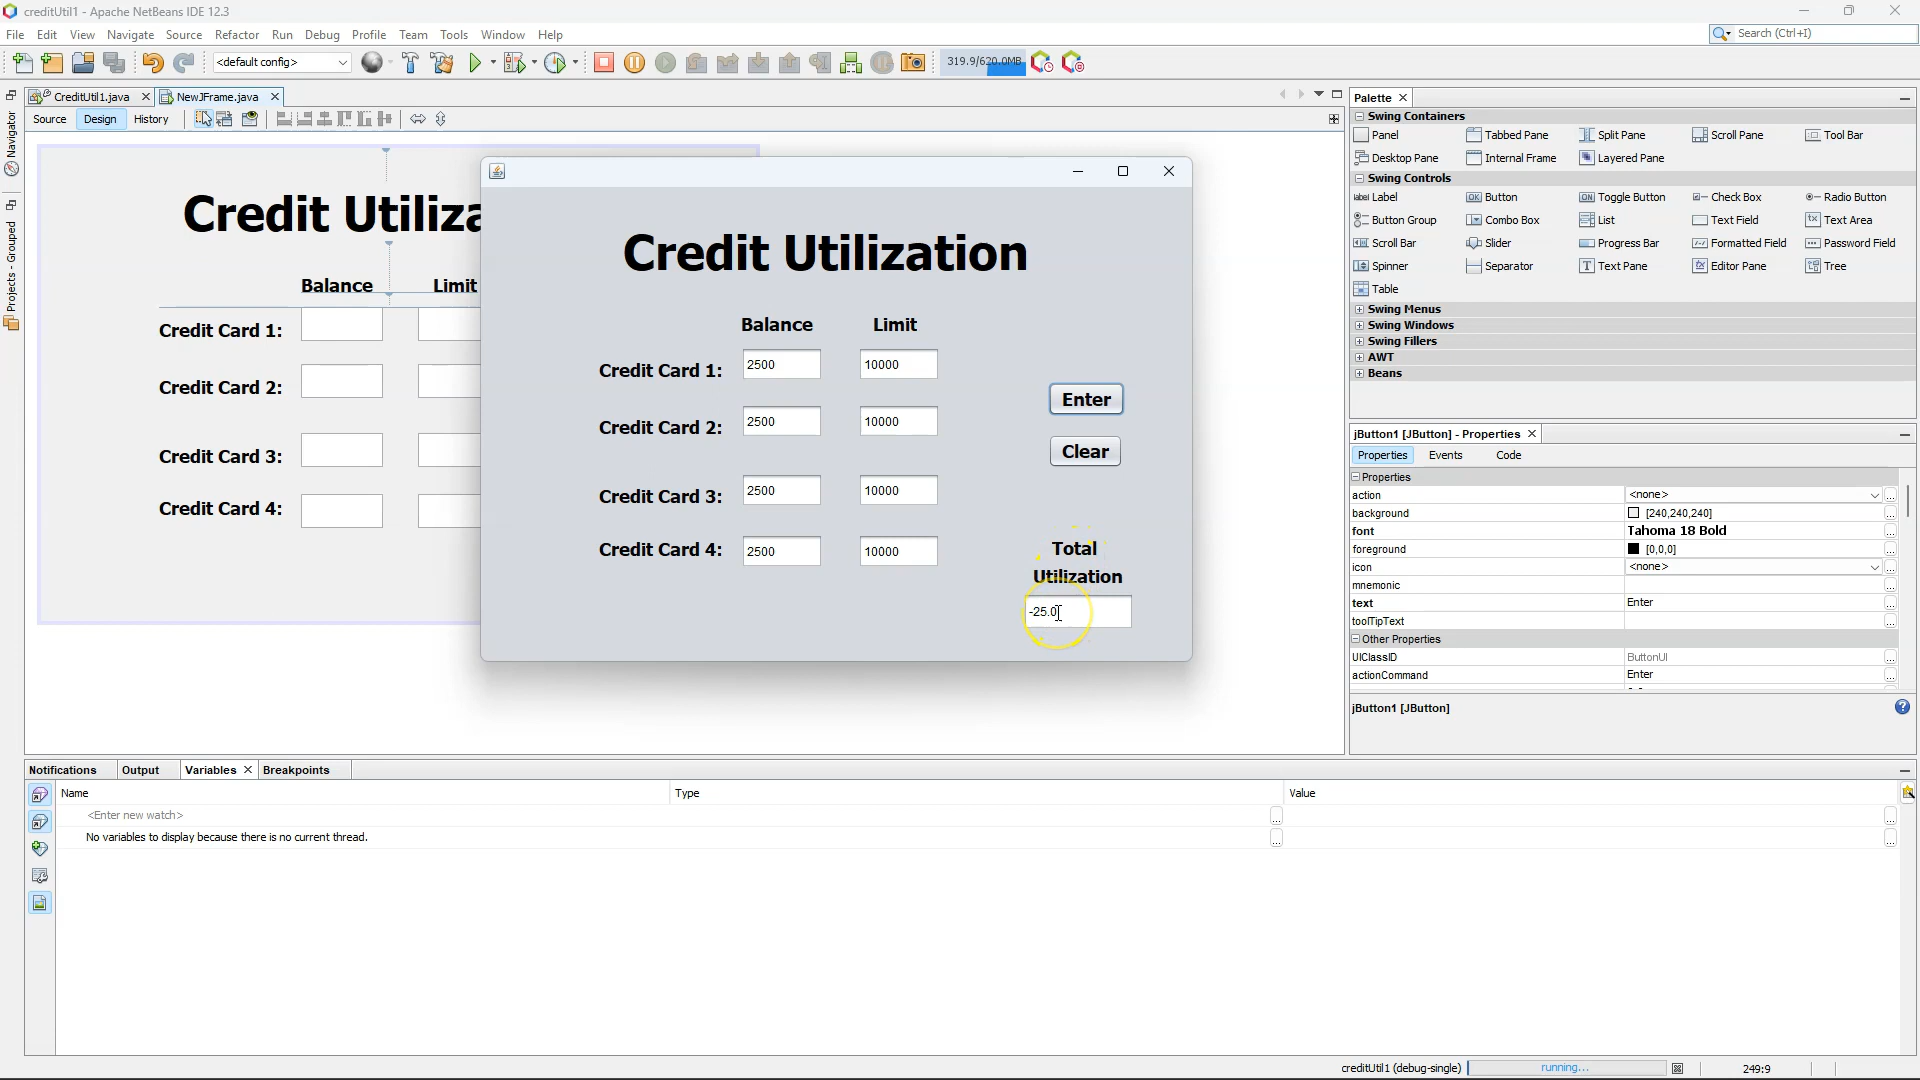 creditUtil1 - Apache NetBeans IDE 12.3
File Edit View Navigate Source Refactor Run Debug Profile Team Tools Window Help
Search (Ctrl+I)
<default config>
319.9/620.0MB
CreditUtil1.java
NewJFrame.java
Source Design History
Navigator
Projects - Grouped
Credit Utiliza
Balance Limit
Credit Card 1:
Credit Card 2:
Credit Card 3:
Credit Card 4:
Credit Utilization
Balance Limit
Credit Card 1: 2500 10000
Enter
Credit Card 2: 2500 10000
Clear
Credit Card 3: 2500 10000
Credit Card 4: 2500 10000
Total
Utilization
-25.0
Palette
Swing Containers
Panel Tabbed Pane Split Pane Scroll Pane Tool Bar
Desktop Pane Internal Frame Layered Pane
Swing Controls
Label Button Toggle Button Check Box Radio Button
Button Group Combo Box List Text Field Text Area
Scroll Bar Slider Progress Bar Formatted Field Password Field
Spinner Separator Text Pane Editor Pane Tree
Table
Swing Menus
Swing Windows
Swing Fillers
AWT
Beans
jButton1 [JButton] - Properties
Properties Events Code
Properties
action <none>
background [240,240,240]
font Tahoma 18 Bold
foreground [0,0,0]
icon <none>
mnemonic
text Enter
toolTipText
Other Properties
UIClassID ButtonUI
actionCommand Enter
jButton1 [JButton]
Notifications Output Variables Breakpoints
Name Type Value
<Enter new watch>
No variables to display because there is no current thread.
creditUtil1 (debug-single) running... 249:9